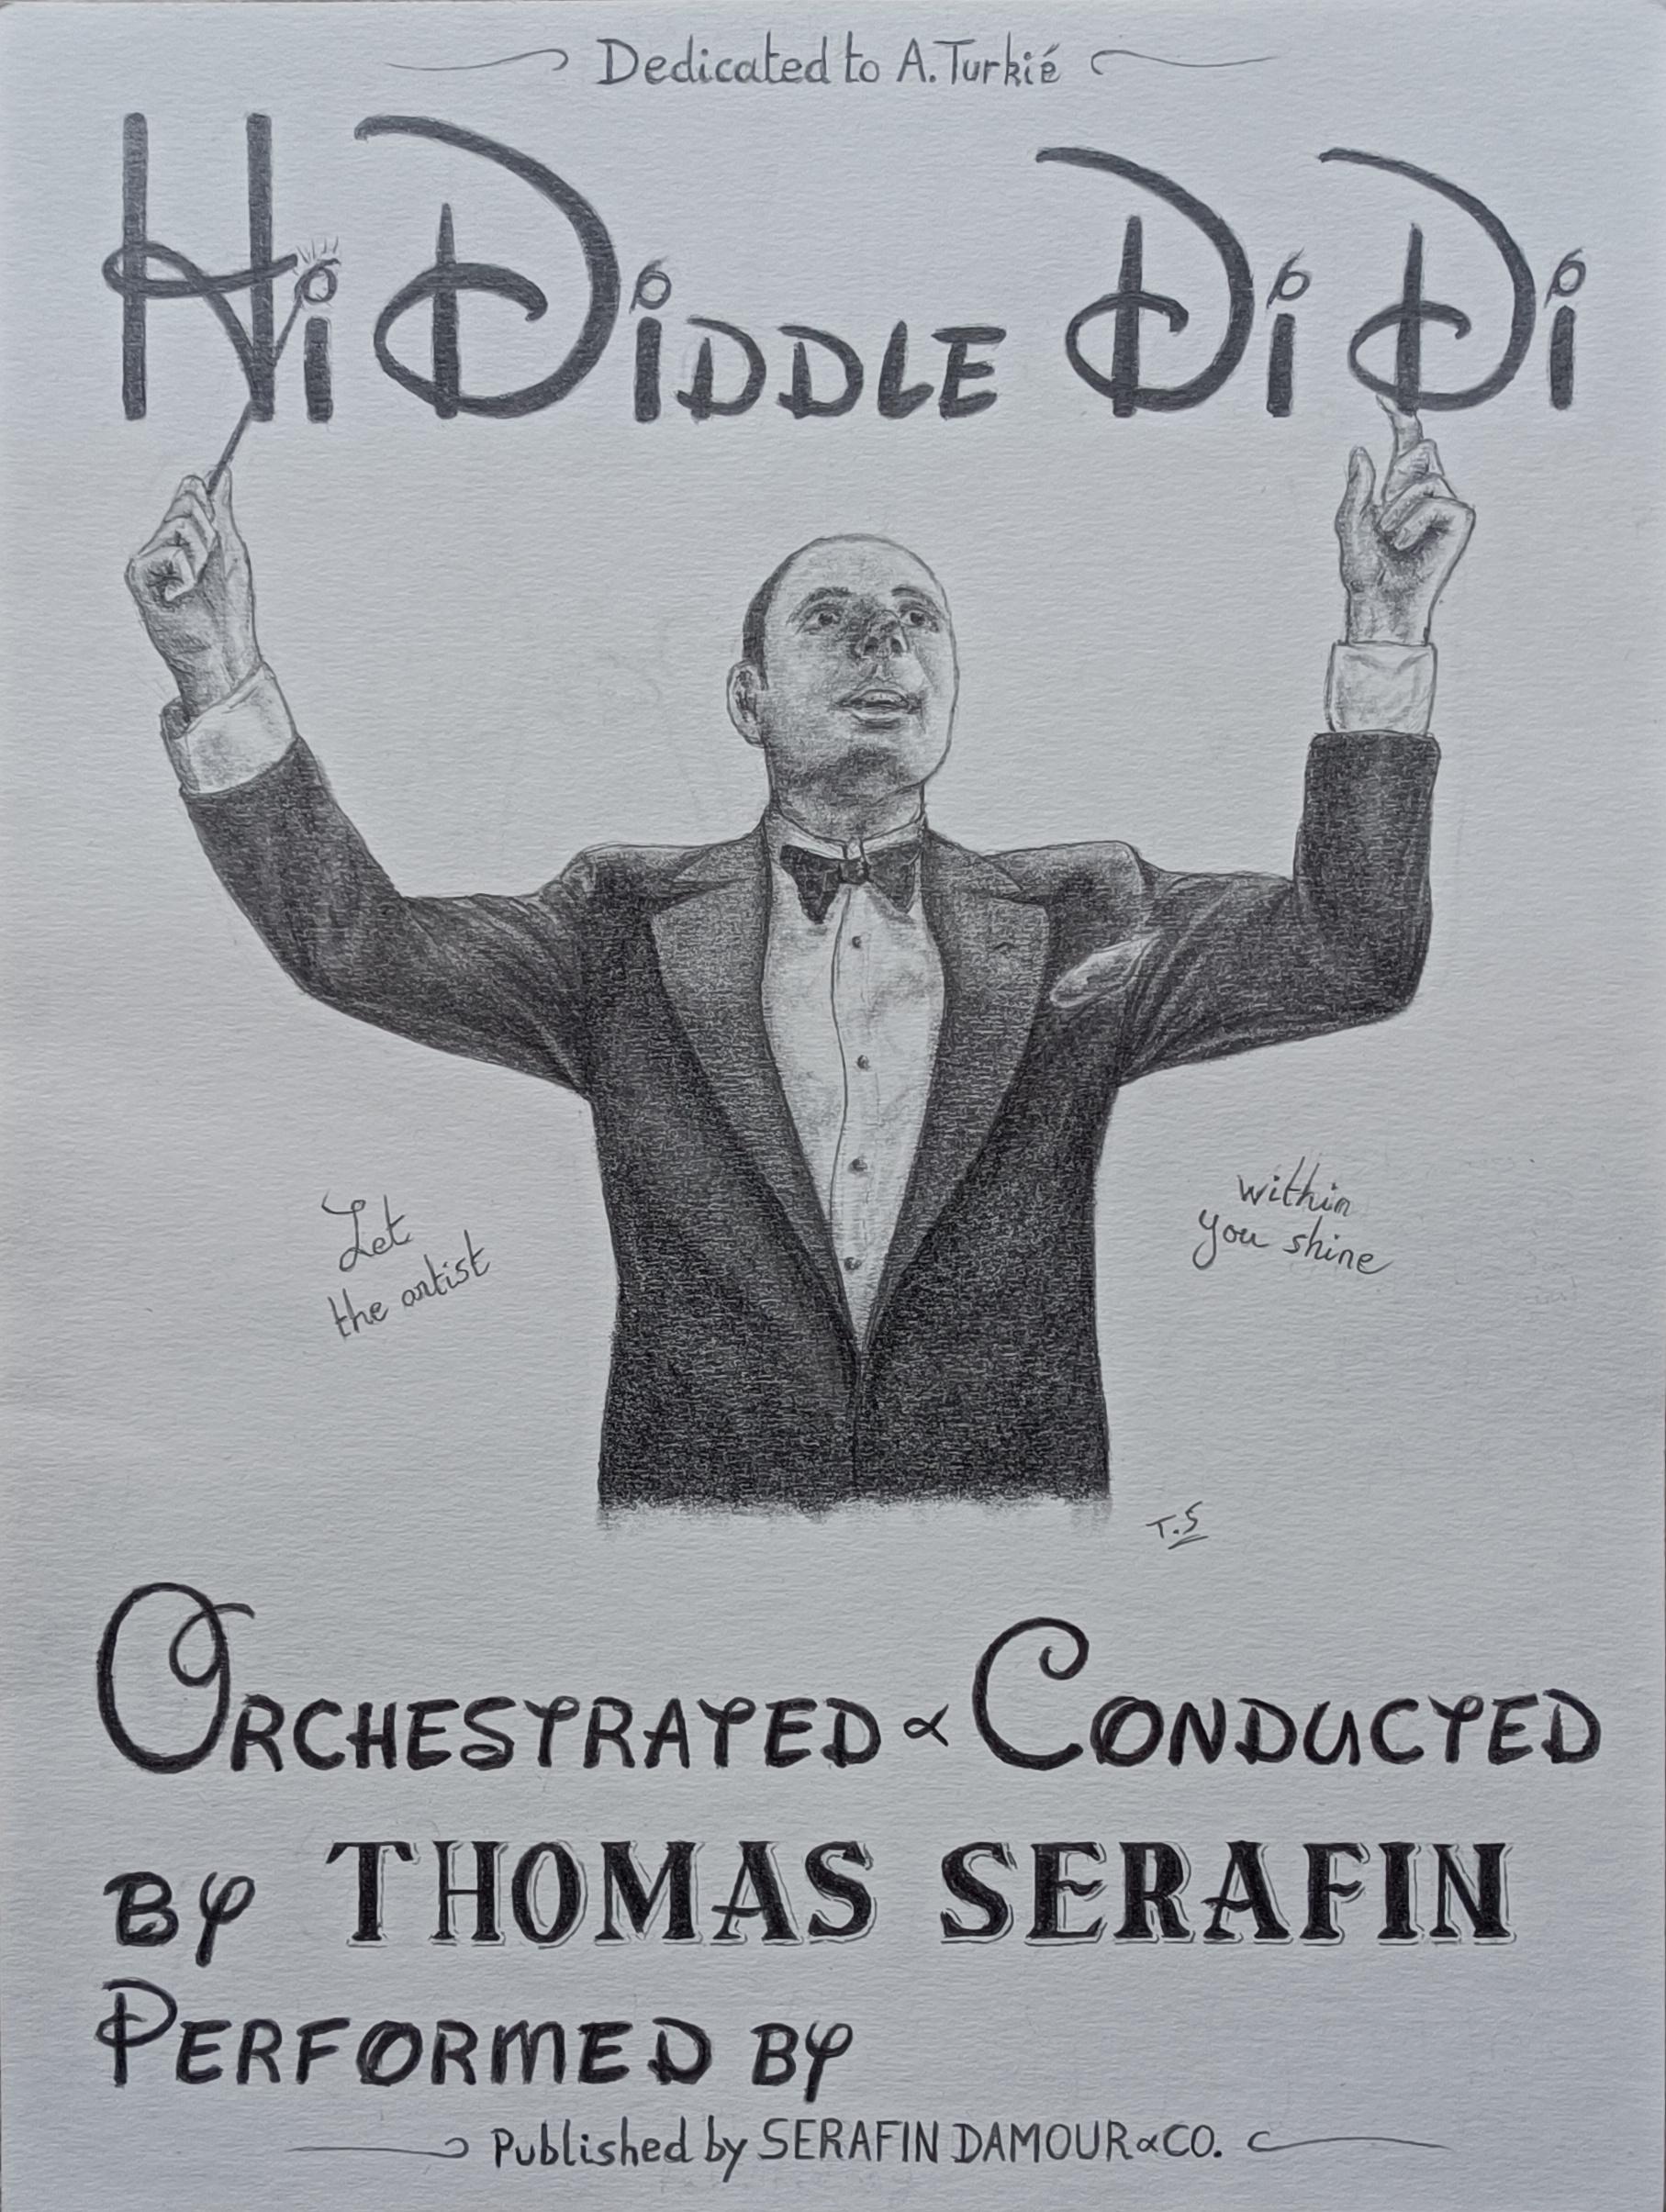 Dedicated to A. Turkié
Hi DiDDLE Di Di
Let
the artist
within
you shine
T.S
ORCHESTRATED & CONDUCTED
BY THOMAS SERAFIN
PERFORMED BY
Published by SERAFIN DAMOUR & CO.